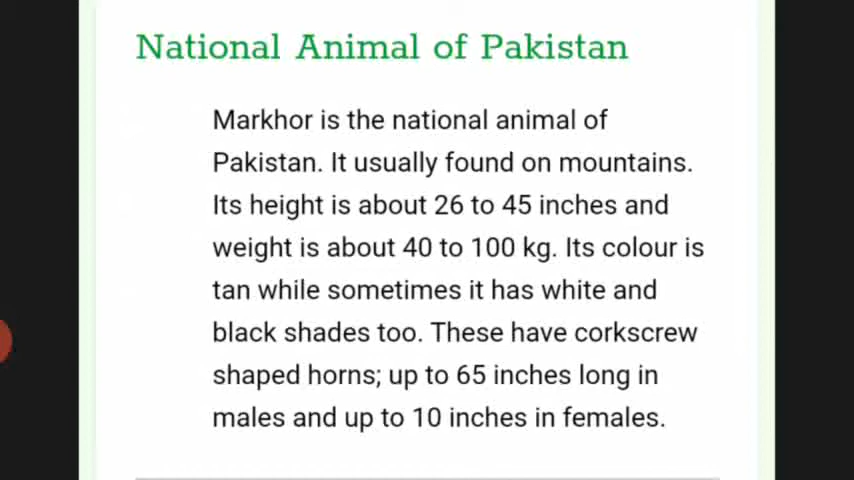 National Animal of Pakistan
Markhor is the national animal of
Pakistan. It usually found on mountains.
Its height is about 26 to 45 inches and
weight is about 40 to 100 kg. Its colour is
tan while sometimes it has white and
black shades too. These have corkscrew
shaped horns; up to 65 inches long in
males and up to 10 inches in females.